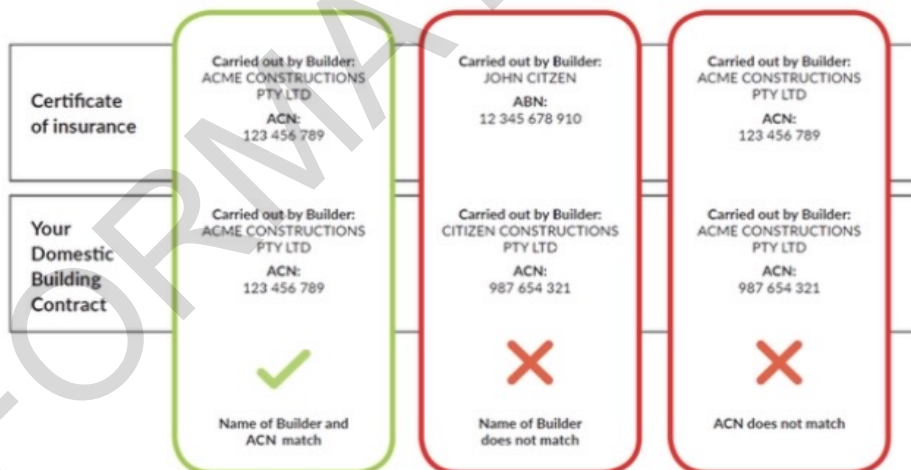 Certificate
of insurance
Carried out by Builder:
ACME CONSTRUCTIONS
PTY LTD
ACN:
123 456 789
Carried out by Builder:
JOHN CITZEN
ABN:
12 345 678 910
Carried out by Builder:
ACME CONSTRUCTIONS
PTY LTD
ACN:
123 456 789
Your
Domestic
Building
Contract
Carried out by Builder:
ACME CONSTRUCTIONS
PTY LTD
ACN:
123 456 789
Carried out by Builder:
CITIZEN CONSTRUCTIONS
PTY LTD
ACN:
987 654 321
Carried out by Builder:
ACME CONSTRUCTIONS
PTY LTD
ACN:
987 654 321
Name of Builder and
ACN match
Name of Builder
does not match
ACN does not match
FORMA